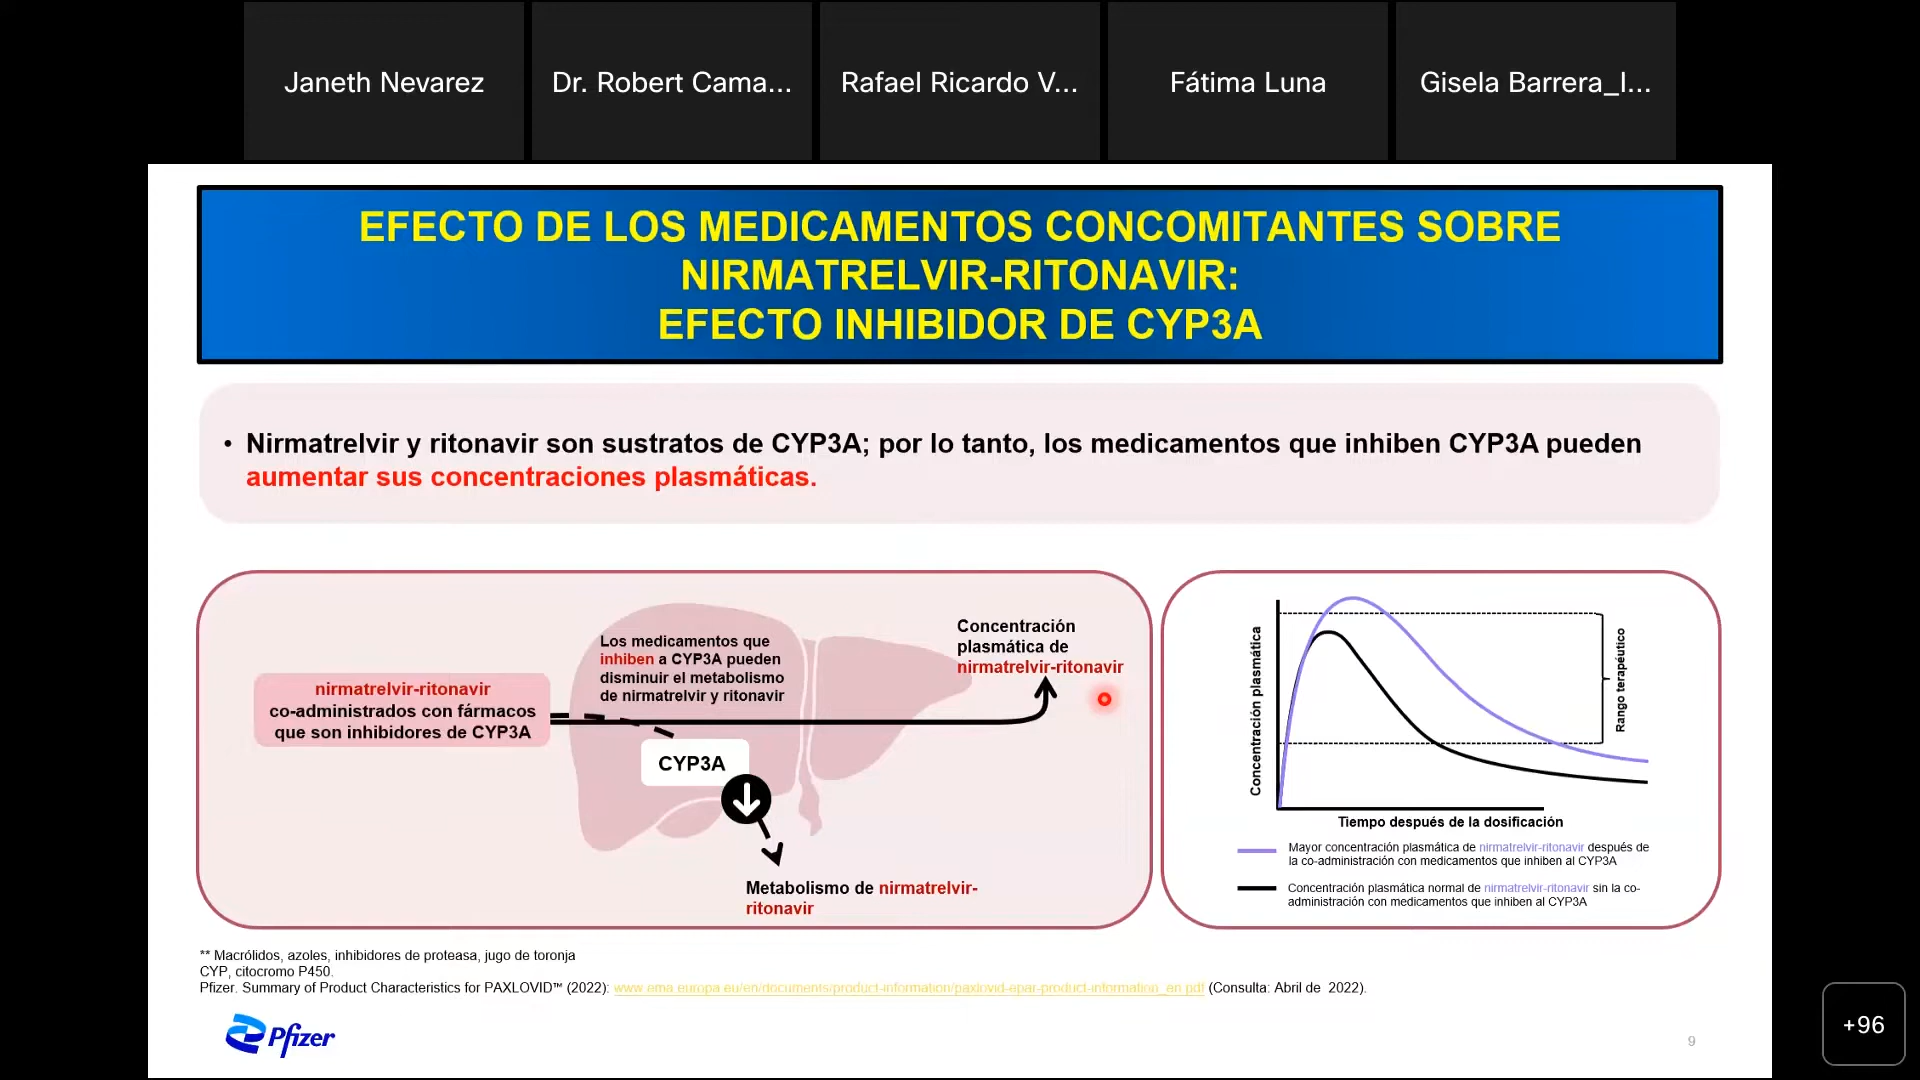 Janeth Nevarez
Dr. Robert Cama...
Rafael Ricardo V...
Fátima Luna
Gisela Barrera_I...
EFECTO DE LOS MEDICAMENTOS CONCOMITANTES SOBRE
NIRMATRELVIR-RITONAVIR:
EFECTO INHIBIDOR DE CYP3A
• Nirmatrelvir y ritonavir son sustratos de CYP3A; por lo tanto, los medicamentos que inhiben CYP3A pueden
aumentar sus concentraciones plasmáticas.
nirmatrelvir-ritonavir
co-administrados con fármacos
que son inhibidores de CYP3A
Los medicamentos que
inhiben a CYP3A pueden
disminuir el metabolismo
de nirmatrelvir y ritonavir
CYP3A
Concentración
plasmática de
nirmatrelvir-ritonavir
Metabolismo de nirmatrelvir-
ritonavir
Concentración plasmática
Rango terapéutico
Tiempo después de la dosificación
Mayor concentración plasmática de nirmatrelvir-ritonavir después de
la co-administración con medicamentos que inhiben al CYP3A
Concentración plasmática normal de nirmatrelvir-ritonavir sin la co-
administración con medicamentos que inhiben al CYP3A
** Macrólidos, azoles, inhibidores de proteasa, jugo de toronja
CYP, citocromo P450.
Pfizer. Summary of Product Characteristics for PAXLOVID™ (2022): www.ema.europa.eu/en/documents/product-information/paxlovid-epar-product-information_en.pdf (Consulta: Abril de 2022).
Pfizer
9
+96